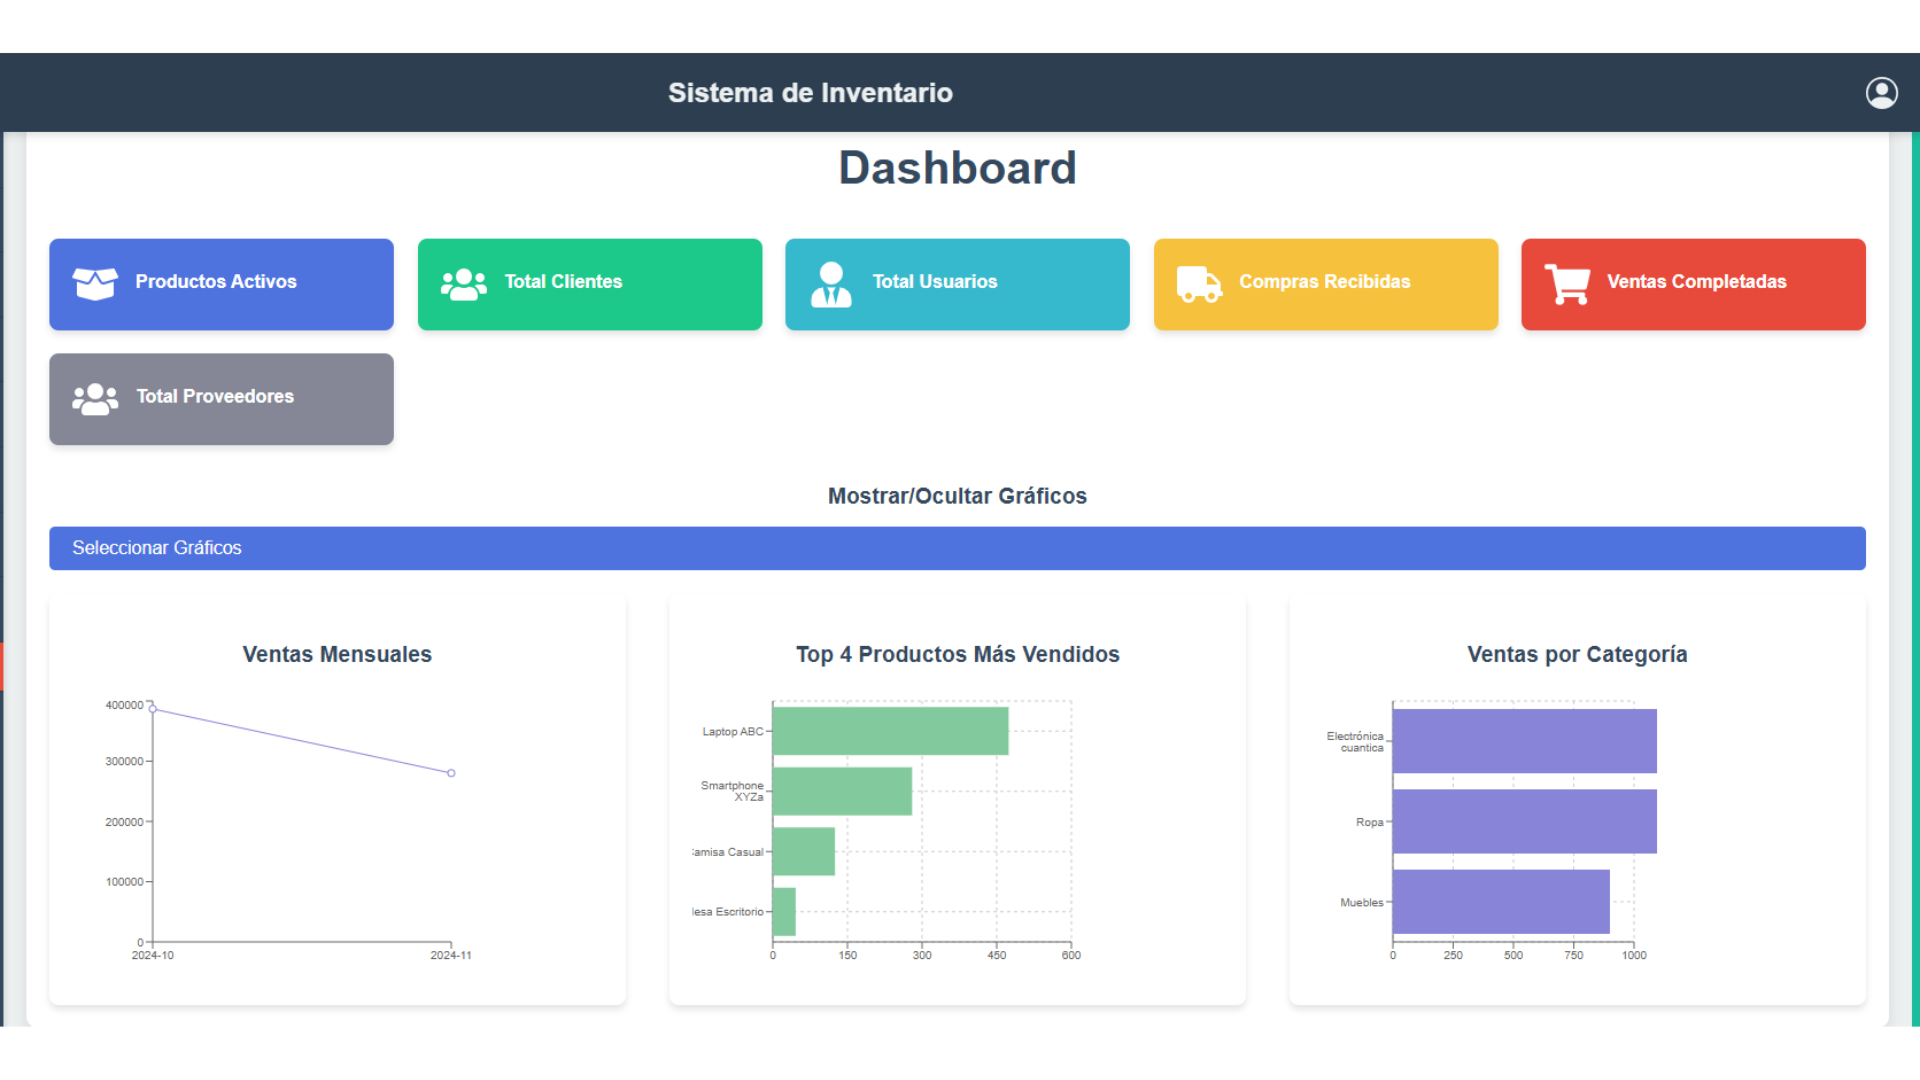 Sistema de Inventario
Dashboard
Productos Activos
Total Clientes
Total Usuarios
Compras Recibidas
Ventas Completadas
Total Proveedores
Mostrar/Ocultar Gráficos
Seleccionar Gráficos
Ventas Mensuales
400000
300000
200000
100000
0
2024-10
2024-11
Top 4 Productos Más Vendidos
Laptop ABC
Smartphone
XYZa
amisa Casual
esa Escritorio
0
150
300
450
600
Ventas por Categoría
Electrónica
cuantica
Ropa
Muebles
0
250
500
750
1000